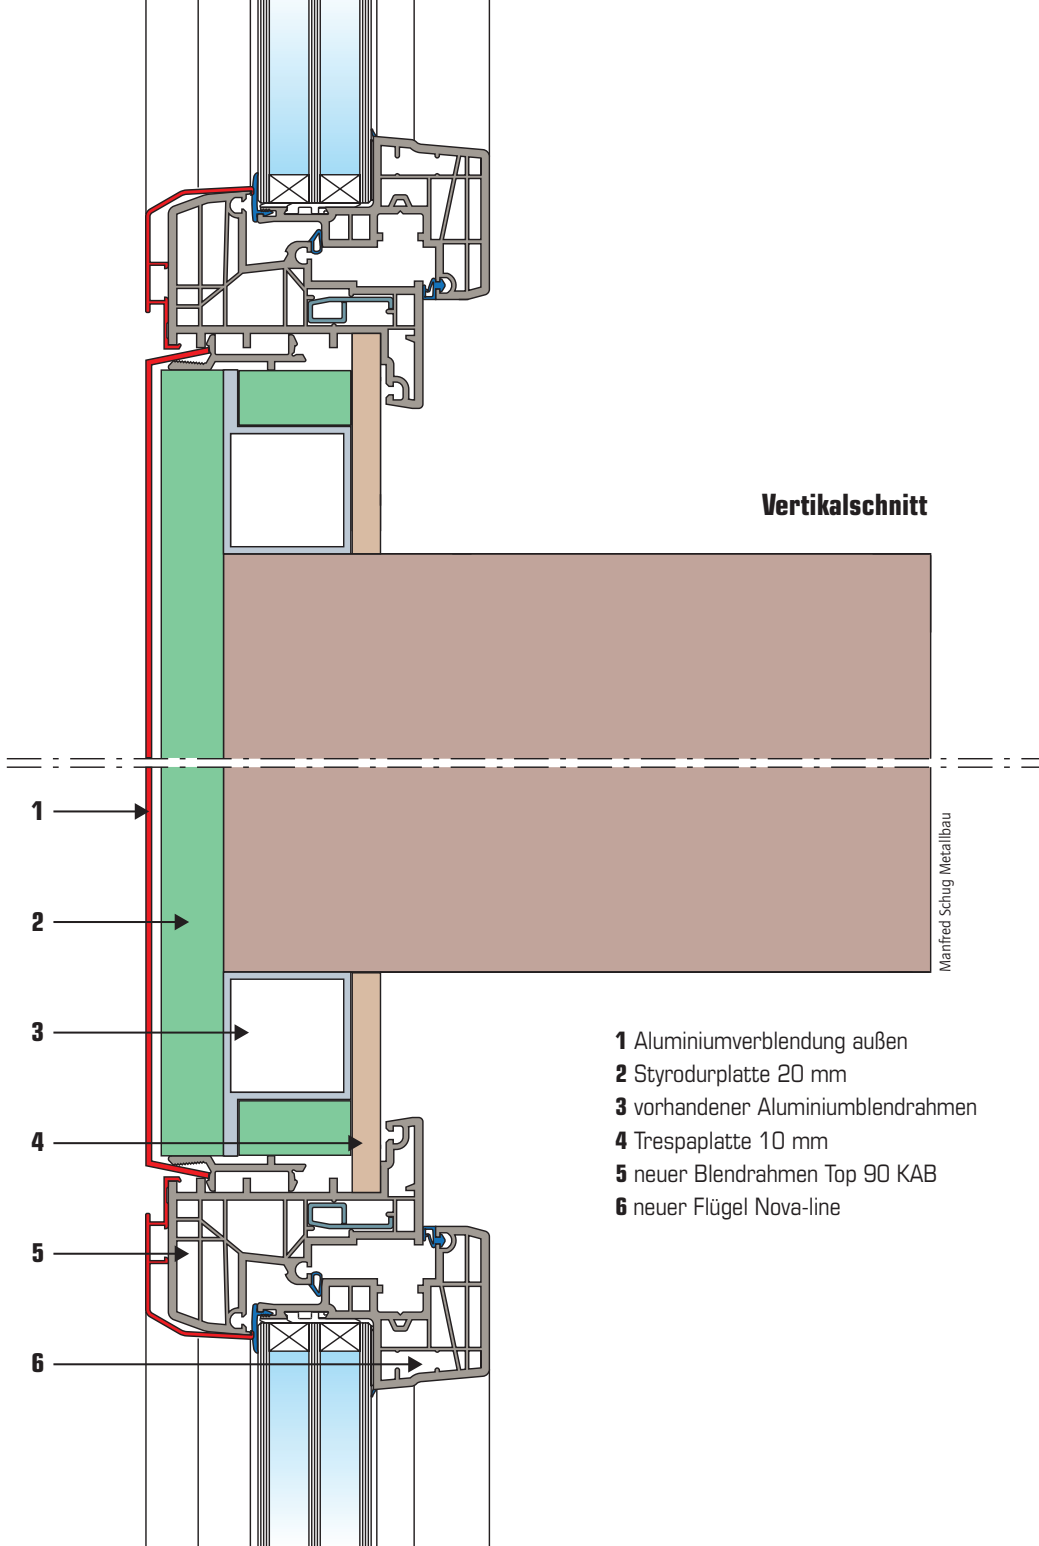 Vertikalschnitt
1
2
3
4
5
6
Manfred Schug Metallbau
1 Aluminiumverblendung außen
2 Styrodurplatte 20 mm
3 vorhandener Aluminiumblendrahmen
4 Trespaplatte 10 mm
5 neuer Blendrahmen Top 90 KAB
6 neuer Flügel Nova-line